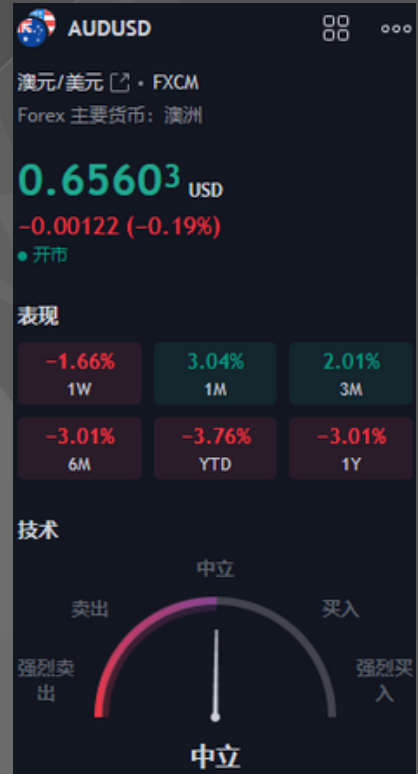 AUDUSD
澳元/美元 • FXCM
Forex 主要货币：澳洲
0.65603 USD
−0.00122 (−0.19%)
开市
表现
−1.66% 3.04% 2.01%
1W 1M 3M
−3.01% −3.76% −3.01%
6M YTD 1Y
技术
中立
卖出 买入
强烈卖出 强烈买入
中立